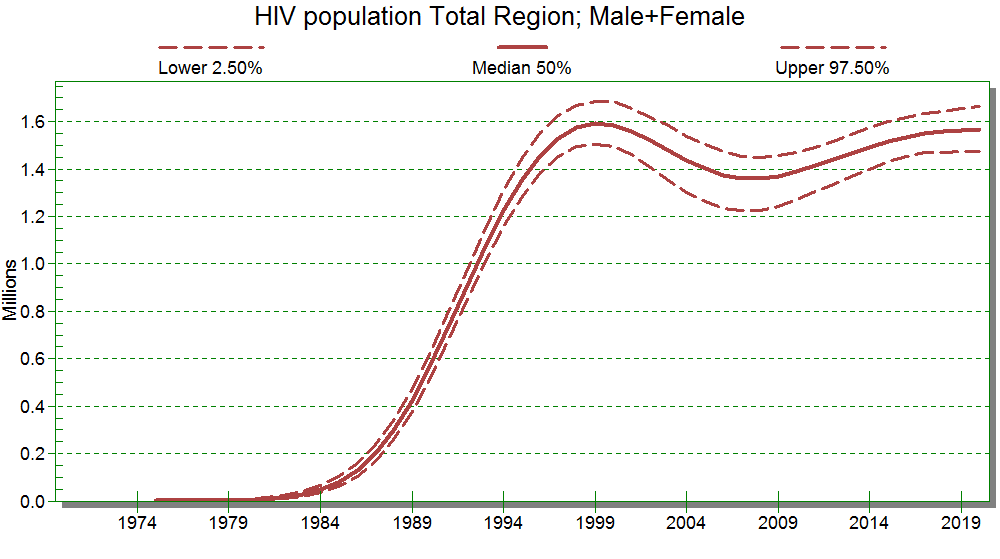 HIV population Total Region; Male+Female
Lower 2.50% Median 50% Upper 97.50%
Millions
1.6
1.4
1.2
1.0
0.8
0.6
0.4
0.2
0.0
1974 1979 1984 1989 1994 1999 2004 2009 2014 2019